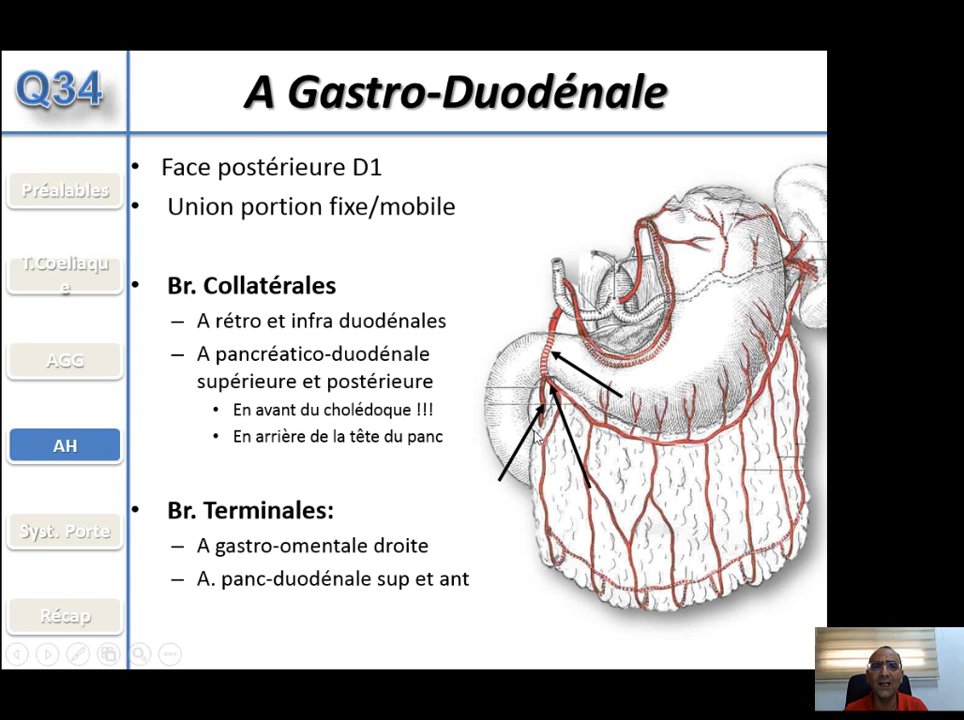 Q34
A Gastro-Duodénale
Préalables
T.Coeliaqu
e
AGG
AH
Syst. Porte
Récap
• Face postérieure D1
• Union portion fixe/mobile
• Br. Collatérales
– A rétro et infra duodénales
– A pancréatico-duodénale
supérieure et postérieure
• En avant du cholédoque !!!
• En arrière de la tête du panc
• Br. Terminales:
– A gastro-omentale droite
– A. panc-duodénale sup et ant